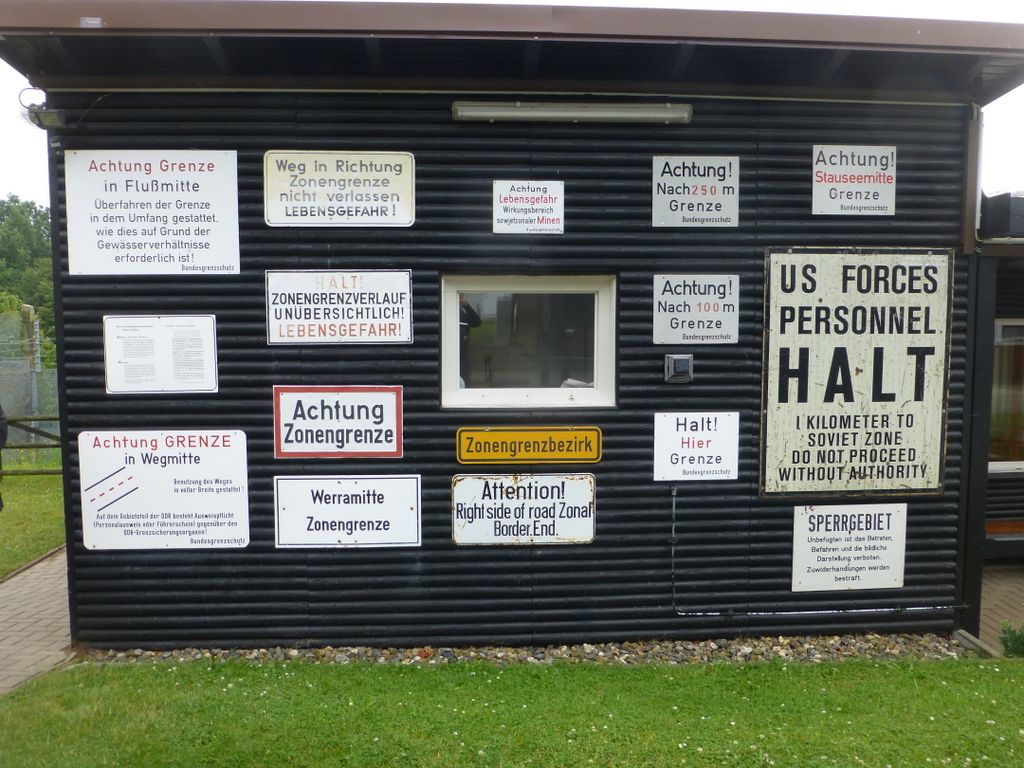 Achtung Grenze
in Flußmitte
Überfahren der Grenze
in dem Umfang gestattet,
wie dies auf Grund der
Gewässerverhältnisse
erforderlich ist!
Bundesgrenzschutz
Weg in Richtung
Zonengrenze
nicht verlassen
LEBENSGEFAHR!
Achtung
Lebensgefahr
Wirkungsbereich
sowjetzonaler Minen
Bundesgrenzschutz
Achtung!
Nach 250 m
Grenze
Bundesgrenzschutz
Achtung!
Stauseemitte
Grenze
Bundesgrenzschutz
HALT!
ZONENGRENZVERLAUF
UNÜBERSICHTLICH!
LEBENSGEFAHR!
Achtung!
Nach 100 m
Grenze
Bundesgrenzschutz
US FORCES
PERSONNEL
HALT
1 KILOMETER TO
SOVIET ZONE
DO NOT PROCEED
WITHOUT AUTHORITY
Achtung
Zonengrenze
Zonengrenzbezirk
Halt!
Hier
Grenze
Bundesgrenzschutz
Achtung GRENZE
in Wegmitte
Benutzung des Weges
in voller Breite gestattet!
Auf dem Gebietsteil der DDR besteht Ausweispflicht
(Personalausweis oder Führerschein) gegenüber den
DDR-Grenzsicherungsorganen!
Bundesgrenzschutz
Werramitte
Zonengrenze
Attention!
Right side of road Zonal
Border End.
SPERRGEBIET
Unbefugten ist das Betreten,
Befahren und die bildliche
Darstellung verboten.
Zuwiderhandlungen werden
bestraft.